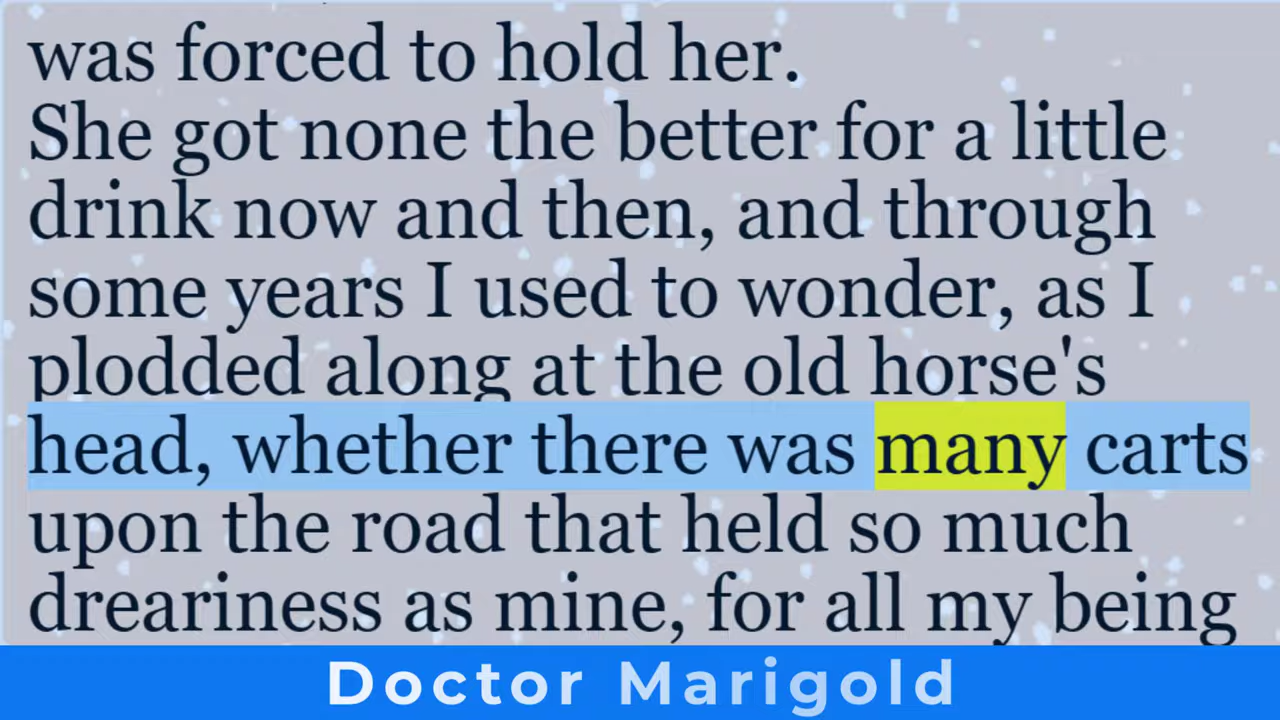 was forced to hold her.
She got none the better for a little
drink now and then, and through
some years I used to wonder, as I
plodded along at the old horse's
head, whether there was many carts
upon the road that held so much
dreariness as mine, for all my being
Doctor Marigold